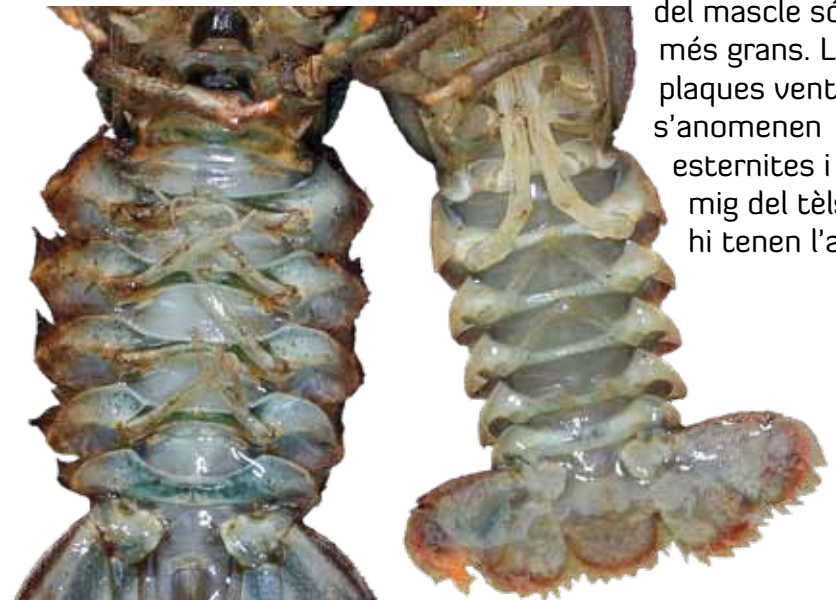 del mascle
més grans.
plaques
s'anomenen
esternites i
mig del
hi tenen